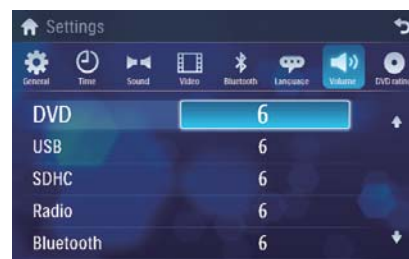 Settings
General Time Sound Video Bluetooth Language Volume DVD rating
DVD 6
USB 6
SDHC 6
Radio 6
Bluetooth 6